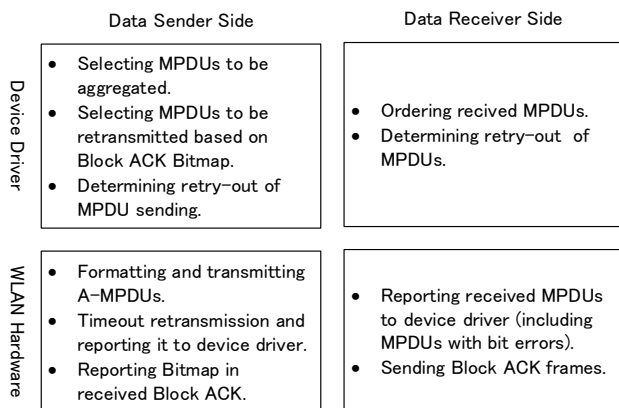 Data Sender Side
Data Receiver Side
Device Driver
● Selecting MPDUs to be
aggregated.
● Selecting MPDUs to be
retransmitted based on
Block ACK Bitmap.
● Determining retry-out of
MPDU sending.
● Ordering recived MPDUs.
● Determining retry-out of
MPDUs.
WLAN Hardware
● Formatting and transmitting
A-MPDUs.
● Timeout retransmission and
reporting it to device driver.
● Reporting Bitmap in
received Block ACK.
● Reporting received MPDUs
to device driver (including
MPDUs with bit errors).
● Sending Block ACK frames.